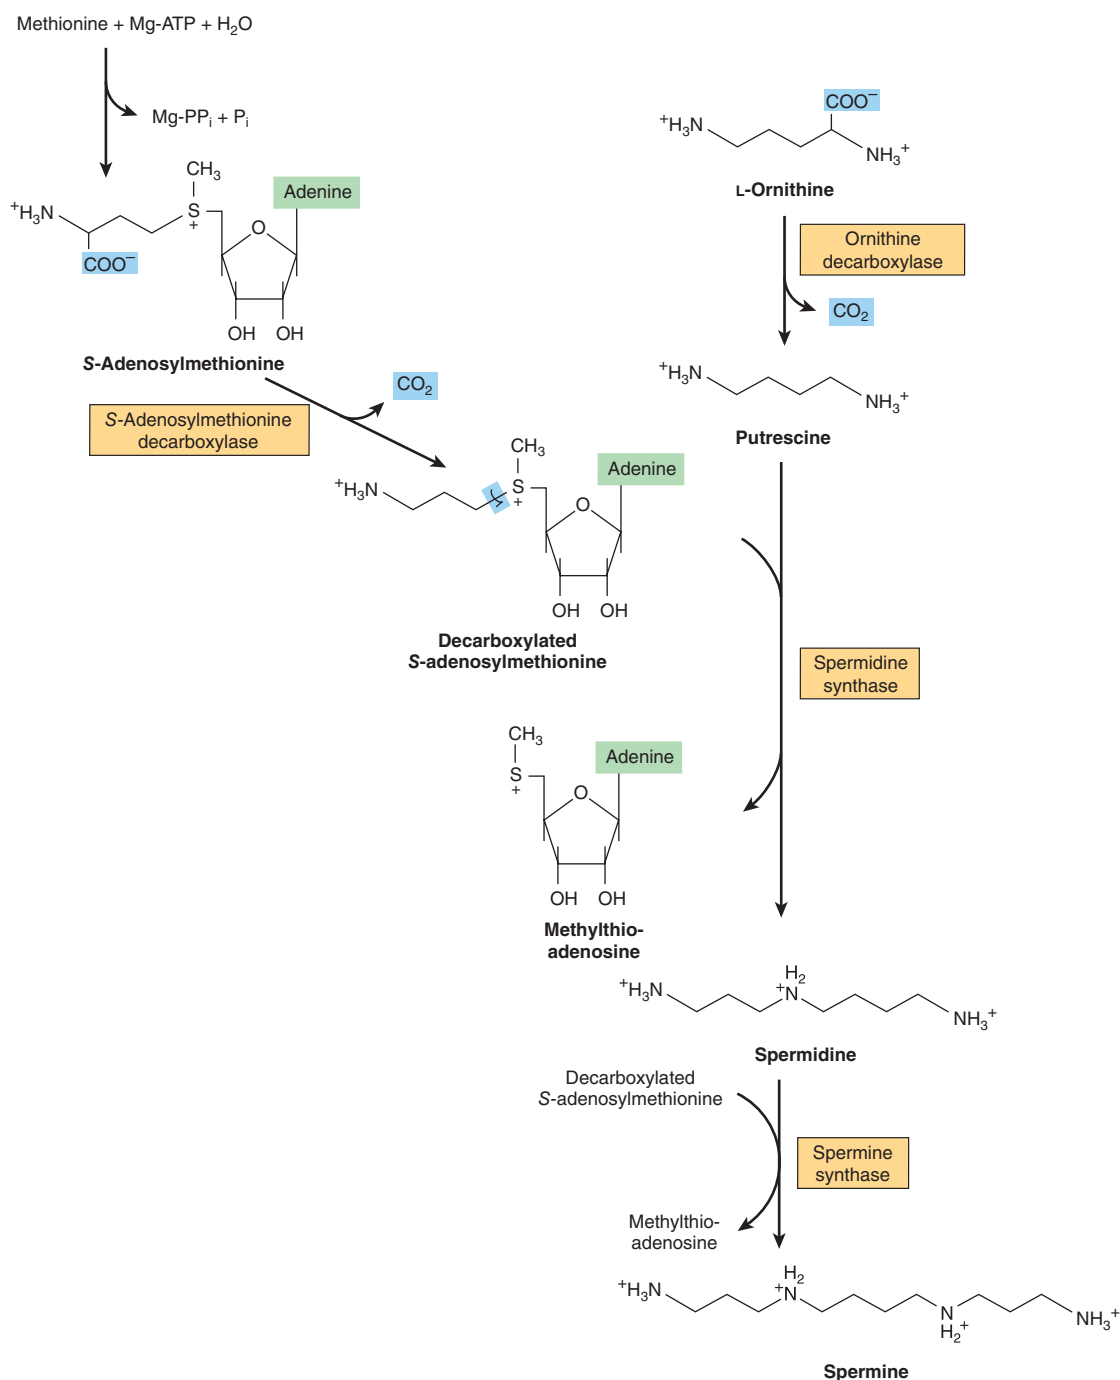 Methionine + Mg-ATP + H₂O
Mg-PPᵢ + Pᵢ
CH₃
Adenine
⁺H₃N
S
+
O
COO⁻
OH OH
S-Adenosylmethionine
CO₂
S-Adenosylmethionine
decarboxylase
COO⁻
⁺H₃N
NH₃⁺
L-Ornithine
Ornithine
decarboxylase
CO₂
⁺H₃N
NH₃⁺
Putrescine
CH₃
Adenine
⁺H₃N
S
+
O
OH OH
Decarboxylated
S-adenosylmethionine
Spermidine
synthase
CH₃
Adenine
S
+
O
OH OH
Methylthio-
adenosine
H₂
⁺H₃N
⁺N
NH₃⁺
Spermidine
Decarboxylated
S-adenosylmethionine
Spermine
synthase
Methylthio-
adenosine
H₂
⁺H₃N
⁺N
N
H₂⁺
NH₃⁺
Spermine